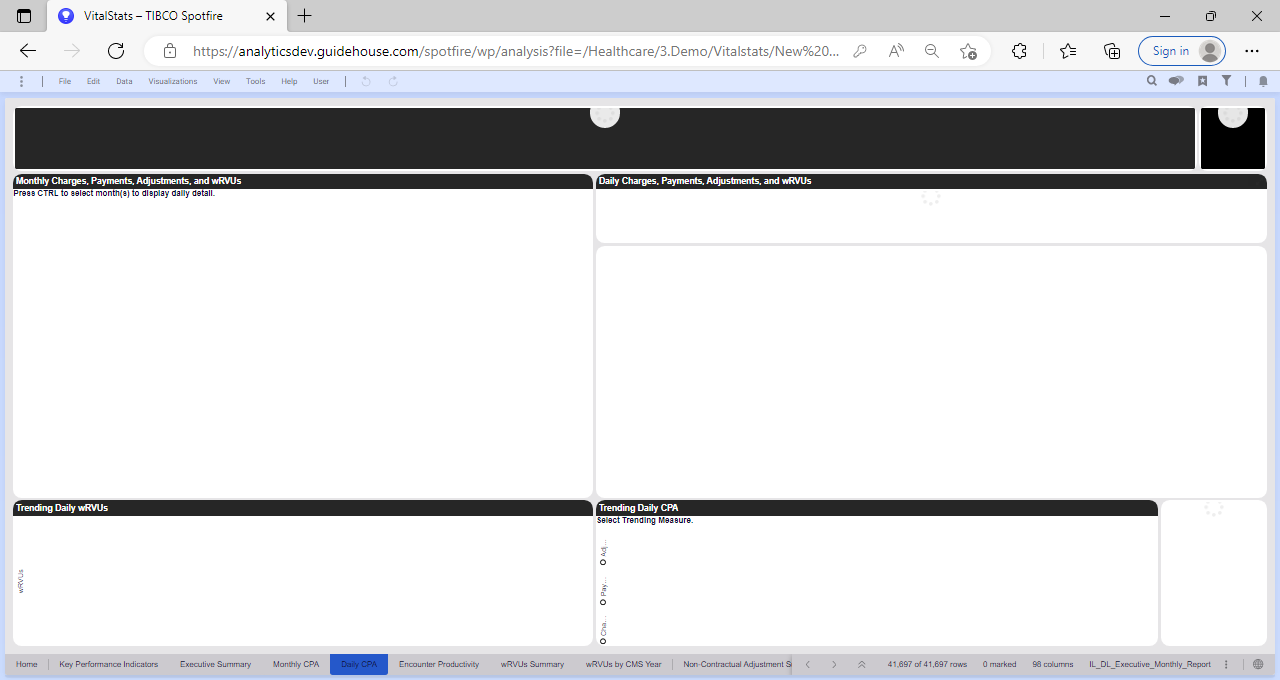 VitalStats – TIBCO Spotfire
https://analyticsdev.guidehouse.com/spotfire/wp/analysis?file=/Healthcare/3.Demo/Vitalstats/New%20...
Sign in
File Edit Data Visualizations View Tools Help User
Monthly Charges, Payments, Adjustments, and wRVUs
Press CTRL to select month(s) to display daily detail.
Daily Charges, Payments, Adjustments, and wRVUs
Trending Daily wRVUs
wRVUs
Trending Daily CPA
Select Trending Measure.
Adj...
Pay...
Cha...
Home Key Performance Indicators Executive Summary Monthly CPA Daily CPA Encounter Productivity wRVUs Summary wRVUs by CMS Year Non-Contractual Adjustment S 41,697 of 41,697 rows 0 marked 98 columns IL_DL_Executive_Monthly_Report